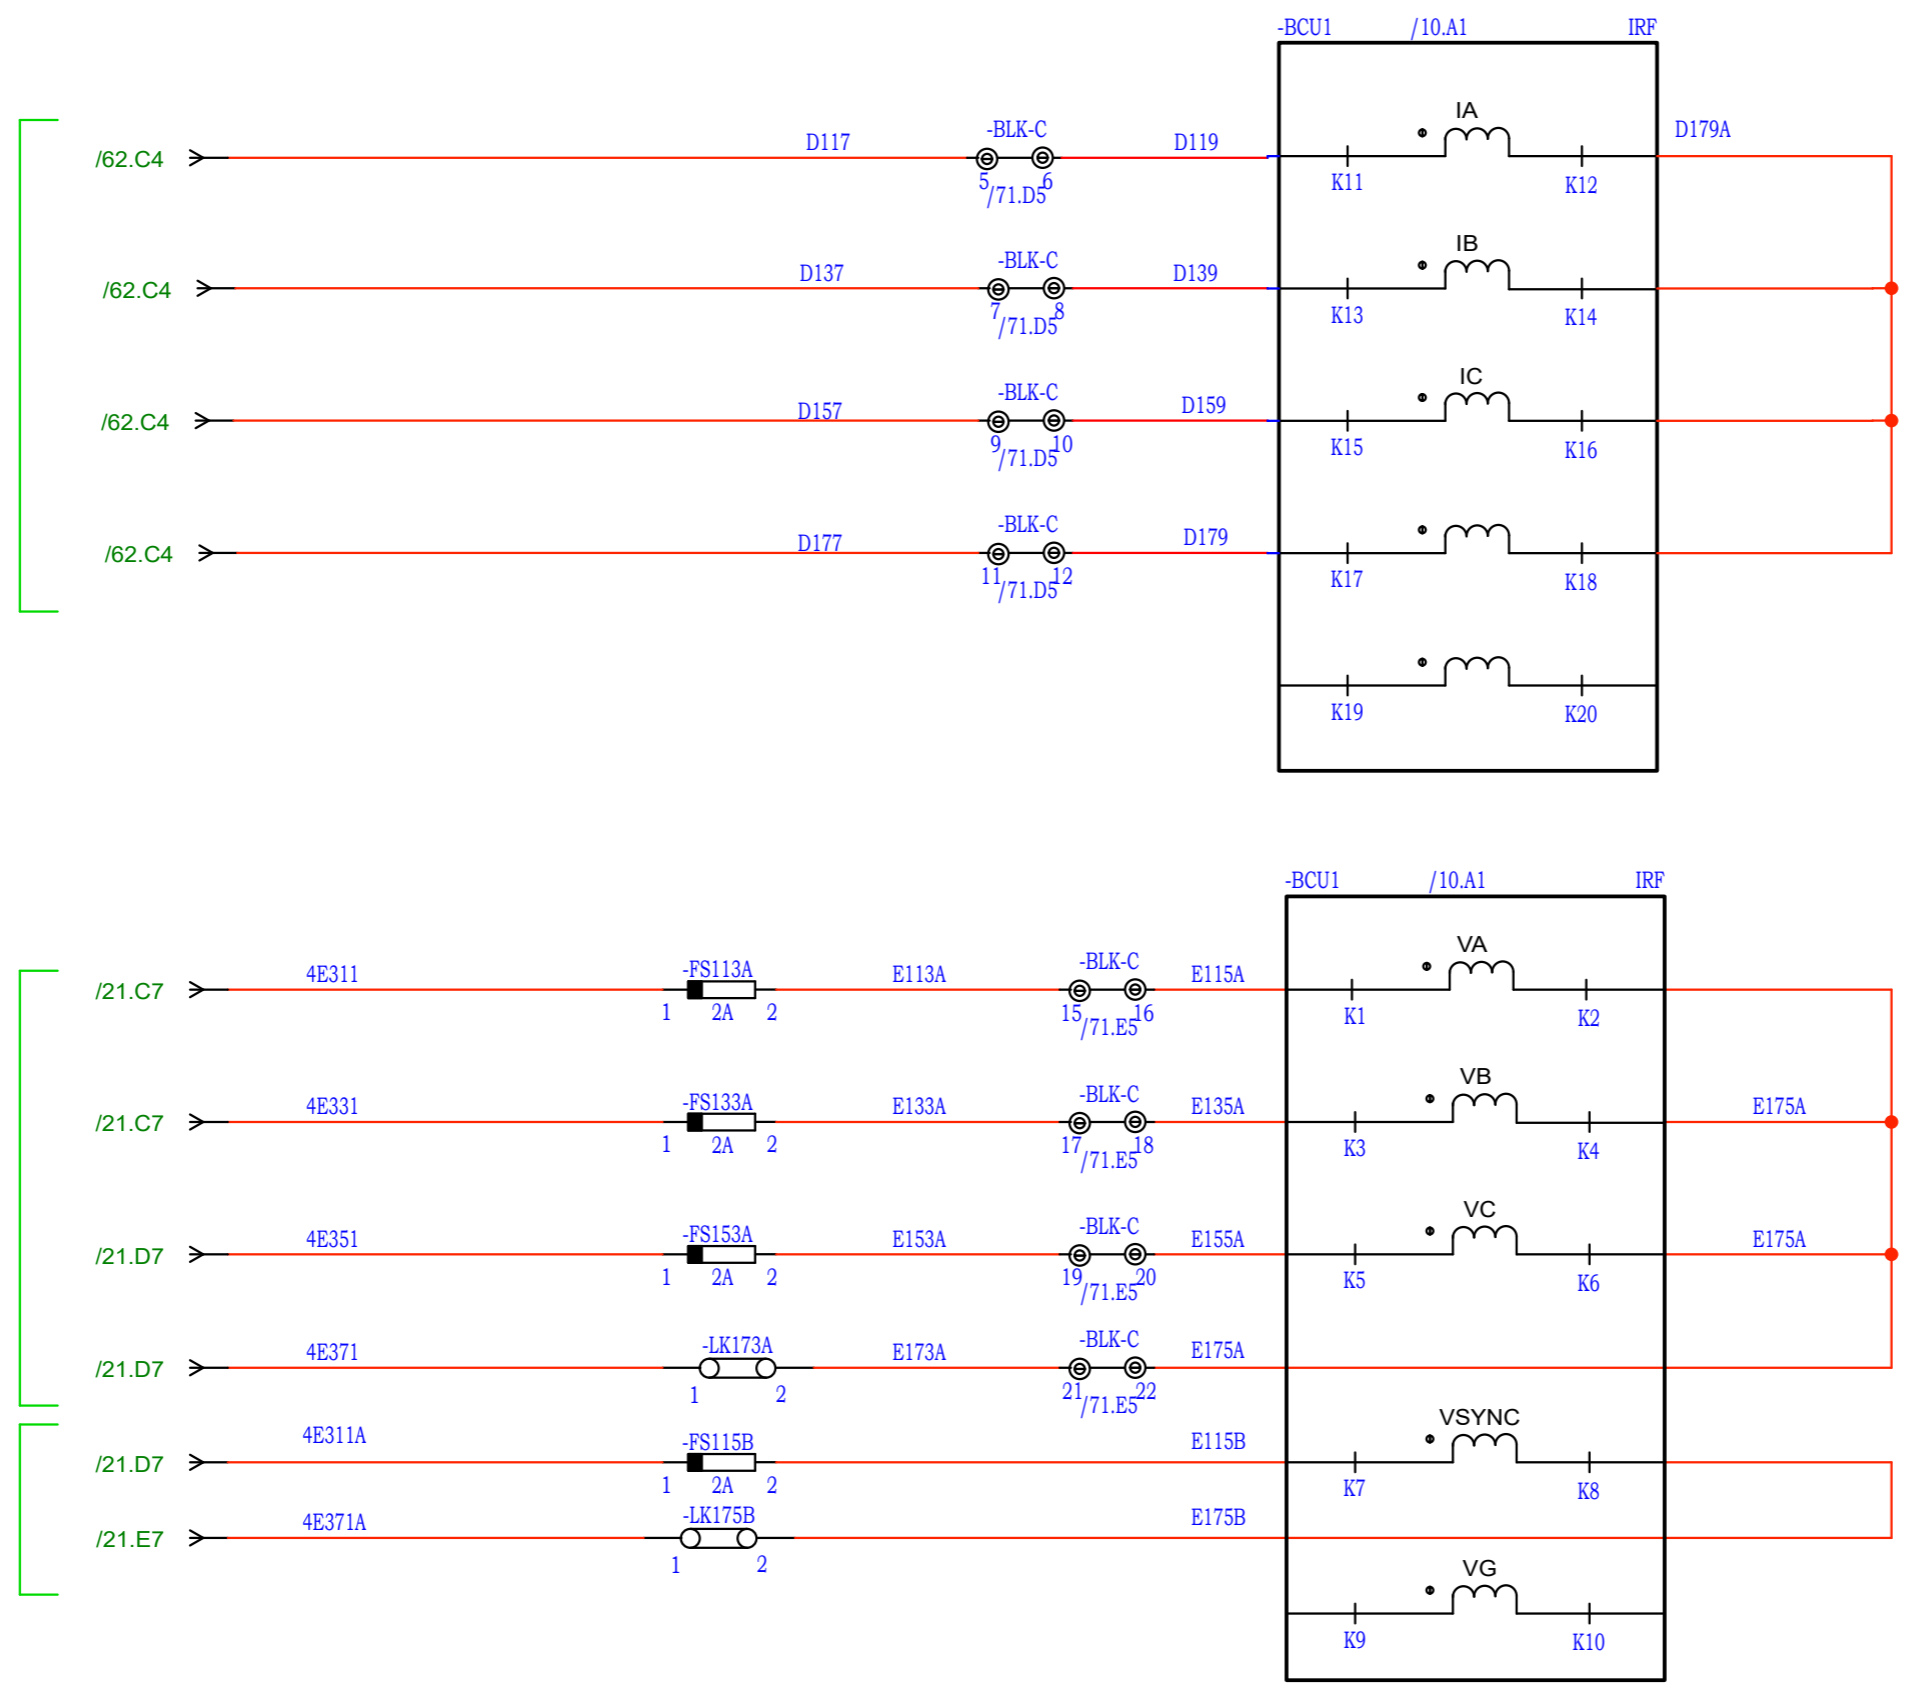 -BCU1 /10.A1 IRF
IA
/62.C4 D117 -BLK-C D119 D179A
5 6 K11 K12
/71.D5
IB
/62.C4 D137 -BLK-C D139
7 8 K13 K14
/71.D5
IC
/62.C4 D157 -BLK-C D159
9 10 K15 K16
/71.D5
/62.C4 D177 -BLK-C D179
11 12 K17 K18
/71.D5
K19 K20
-BCU1 /10.A1 IRF
VA
/21.C7 4E311 -FS113A E113A -BLK-C E115A
1 2A 2 15 16 K1 K2
/71.E5
VB
/21.C7 4E331 -FS133A E133A -BLK-C E135A E175A
1 2A 2 17 18 K3 K4
/71.E5
VC
/21.D7 4E351 -FS153A E153A -BLK-C E155A E175A
1 2A 2 19 20 K5 K6
/71.E5
/21.D7 4E371 -LK173A E173A -BLK-C E175A
1 2 21 22
/71.E5
VSYNC
/21.D7 4E311A -FS115B E115B
1 2A 2 K7 K8
/21.E7 4E371A -LK175B E175B
1 2
VG
K9 K10